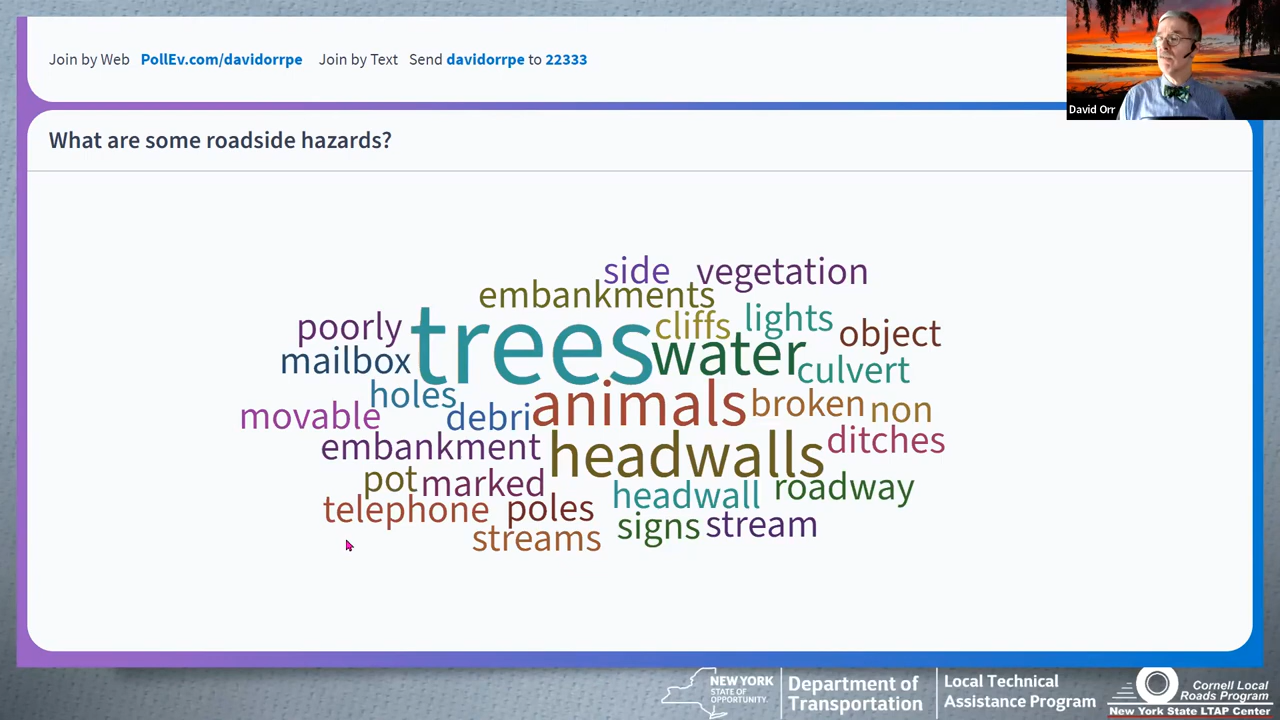 Join by Web PollEv.com/davidorrpe Join by Text Send davidorrpe to 22333
David Orr
What are some roadside hazards?
side vegetation
embankments
poorly trees cliffs lights object
mailbox water culvert
holes
movable debri animals broken non
embankment headwalls ditches
pot marked headwall roadway
telephone poles signs stream
streams
NEW YORK
STATE OF
OPPORTUNITY.
Department of
Transportation
Local Technical
Assistance Program
Cornell Local
Roads Program
New York State LTAP Center